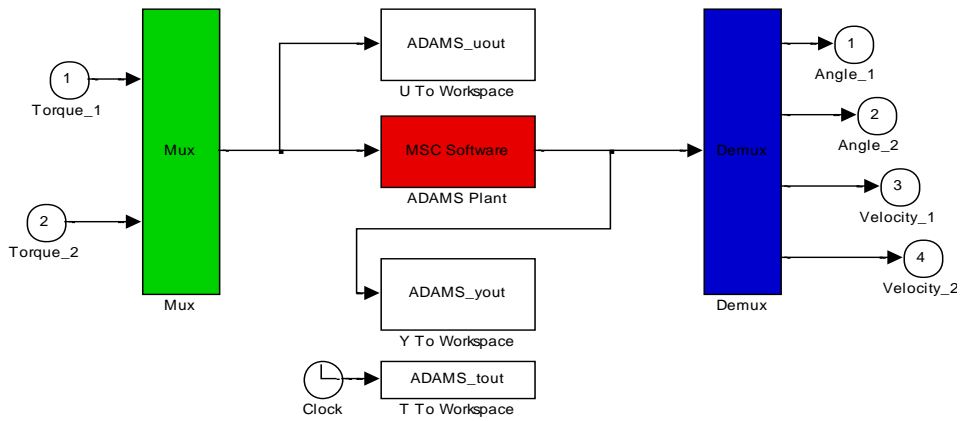 ADAMS_uout
U To Workspace
1
Torque_1
Mux
Mux
2
Torque_2
MSC Software
ADAMS Plant
ADAMS_yout
Y To Workspace
Clock
ADAMS_tout
T To Workspace
Demux
Demux
1
Angle_1
2
Angle_2
3
Velocity_1
4
Velocity_2